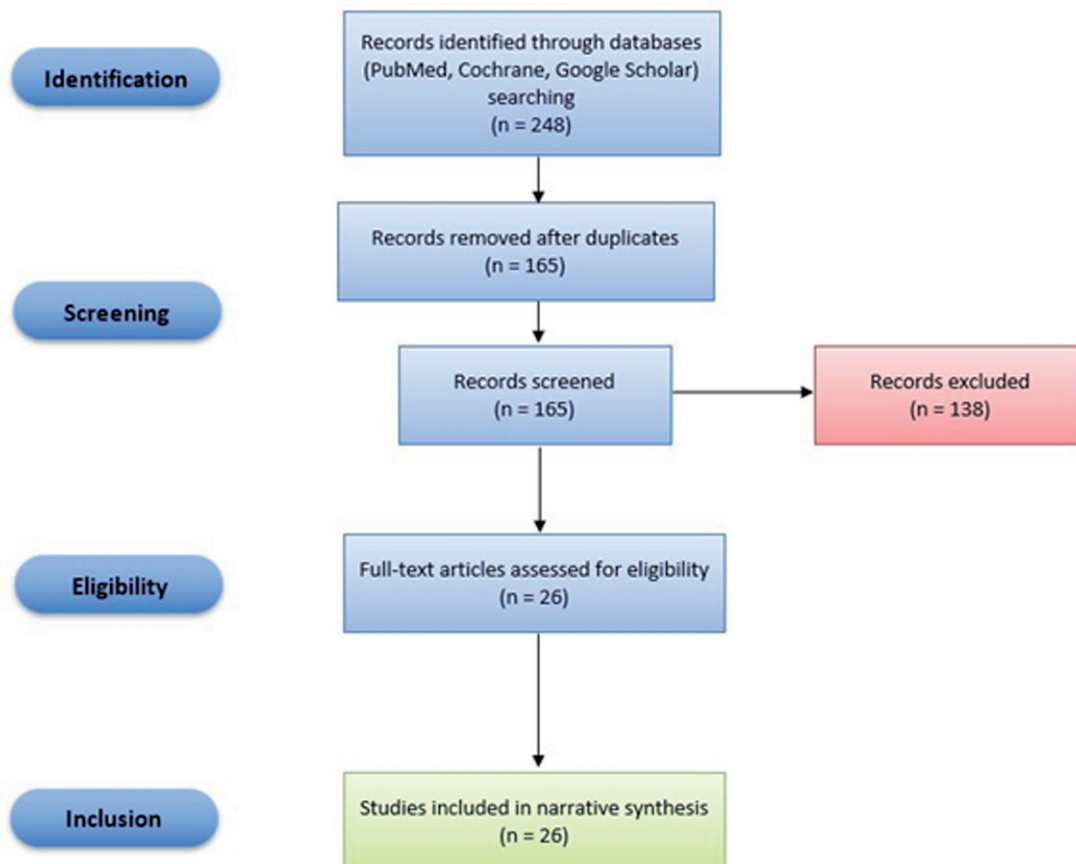 Identification
Records identified through databases
(PubMed, Cochrane, Google Scholar)
searching
(n = 248)
Records removed after duplicates
(n = 165)
Screening
Records screened
(n = 165)
Records excluded
(n = 138)
Eligibility
Full-text articles assessed for eligibility
(n = 26)
Inclusion
Studies included in narrative synthesis
(n = 26)